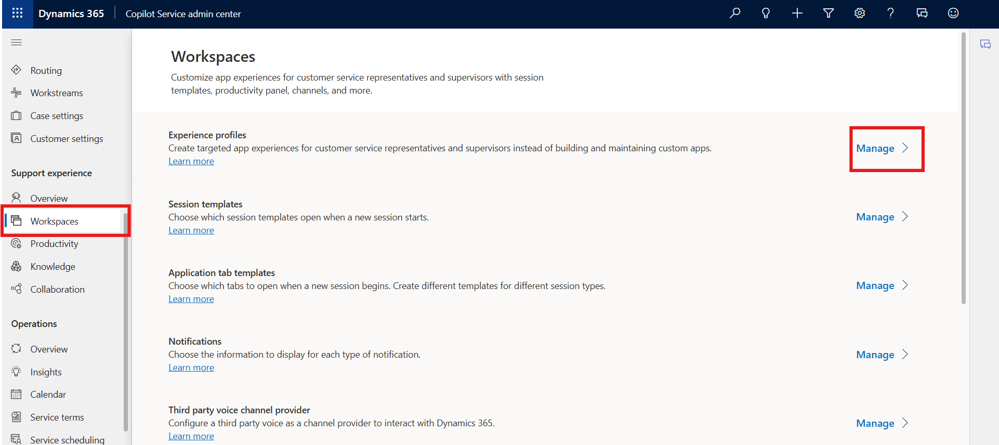 Dynamics 365
Copilot Service admin center
Routing
Workstreams
Case settings
Customer settings
Support experience
Overview
Workspaces
Productivity
Knowledge
Collaboration
Operations
Overview
Insights
Calendar
Service terms
Service scheduling
Workspaces
Customize app experiences for customer service representatives and supervisors with session
templates, productivity panel, channels, and more.
Experience profiles
Create targeted app experiences for customer service representatives and supervisors instead of building and maintaining custom apps.
Learn more
Manage
Session templates
Choose which session templates open when a new session starts.
Learn more
Manage
Application tab templates
Choose which tabs to open when a new session begins. Create different templates for different session types.
Learn more
Manage
Notifications
Choose the information to display for each type of notification.
Learn more
Manage
Third party voice channel provider
Configure a third party voice as a channel provider to interact with Dynamics 365.
Learn more
Manage